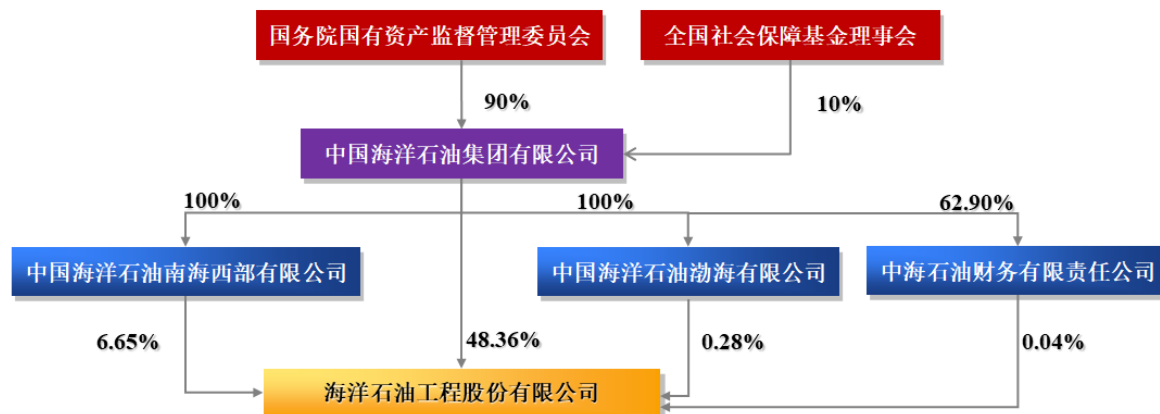 国务院国有资产监督管理委员会
全国社会保障基金理事会
90%
10%
中国海洋石油集团有限公司
100%
100%
62.90%
中国海洋石油南海西部有限公司
中国海洋石油渤海有限公司
中海石油财务有限责任公司
6.65%
48.36%
0.28%
0.04%
海洋石油工程股份有限公司